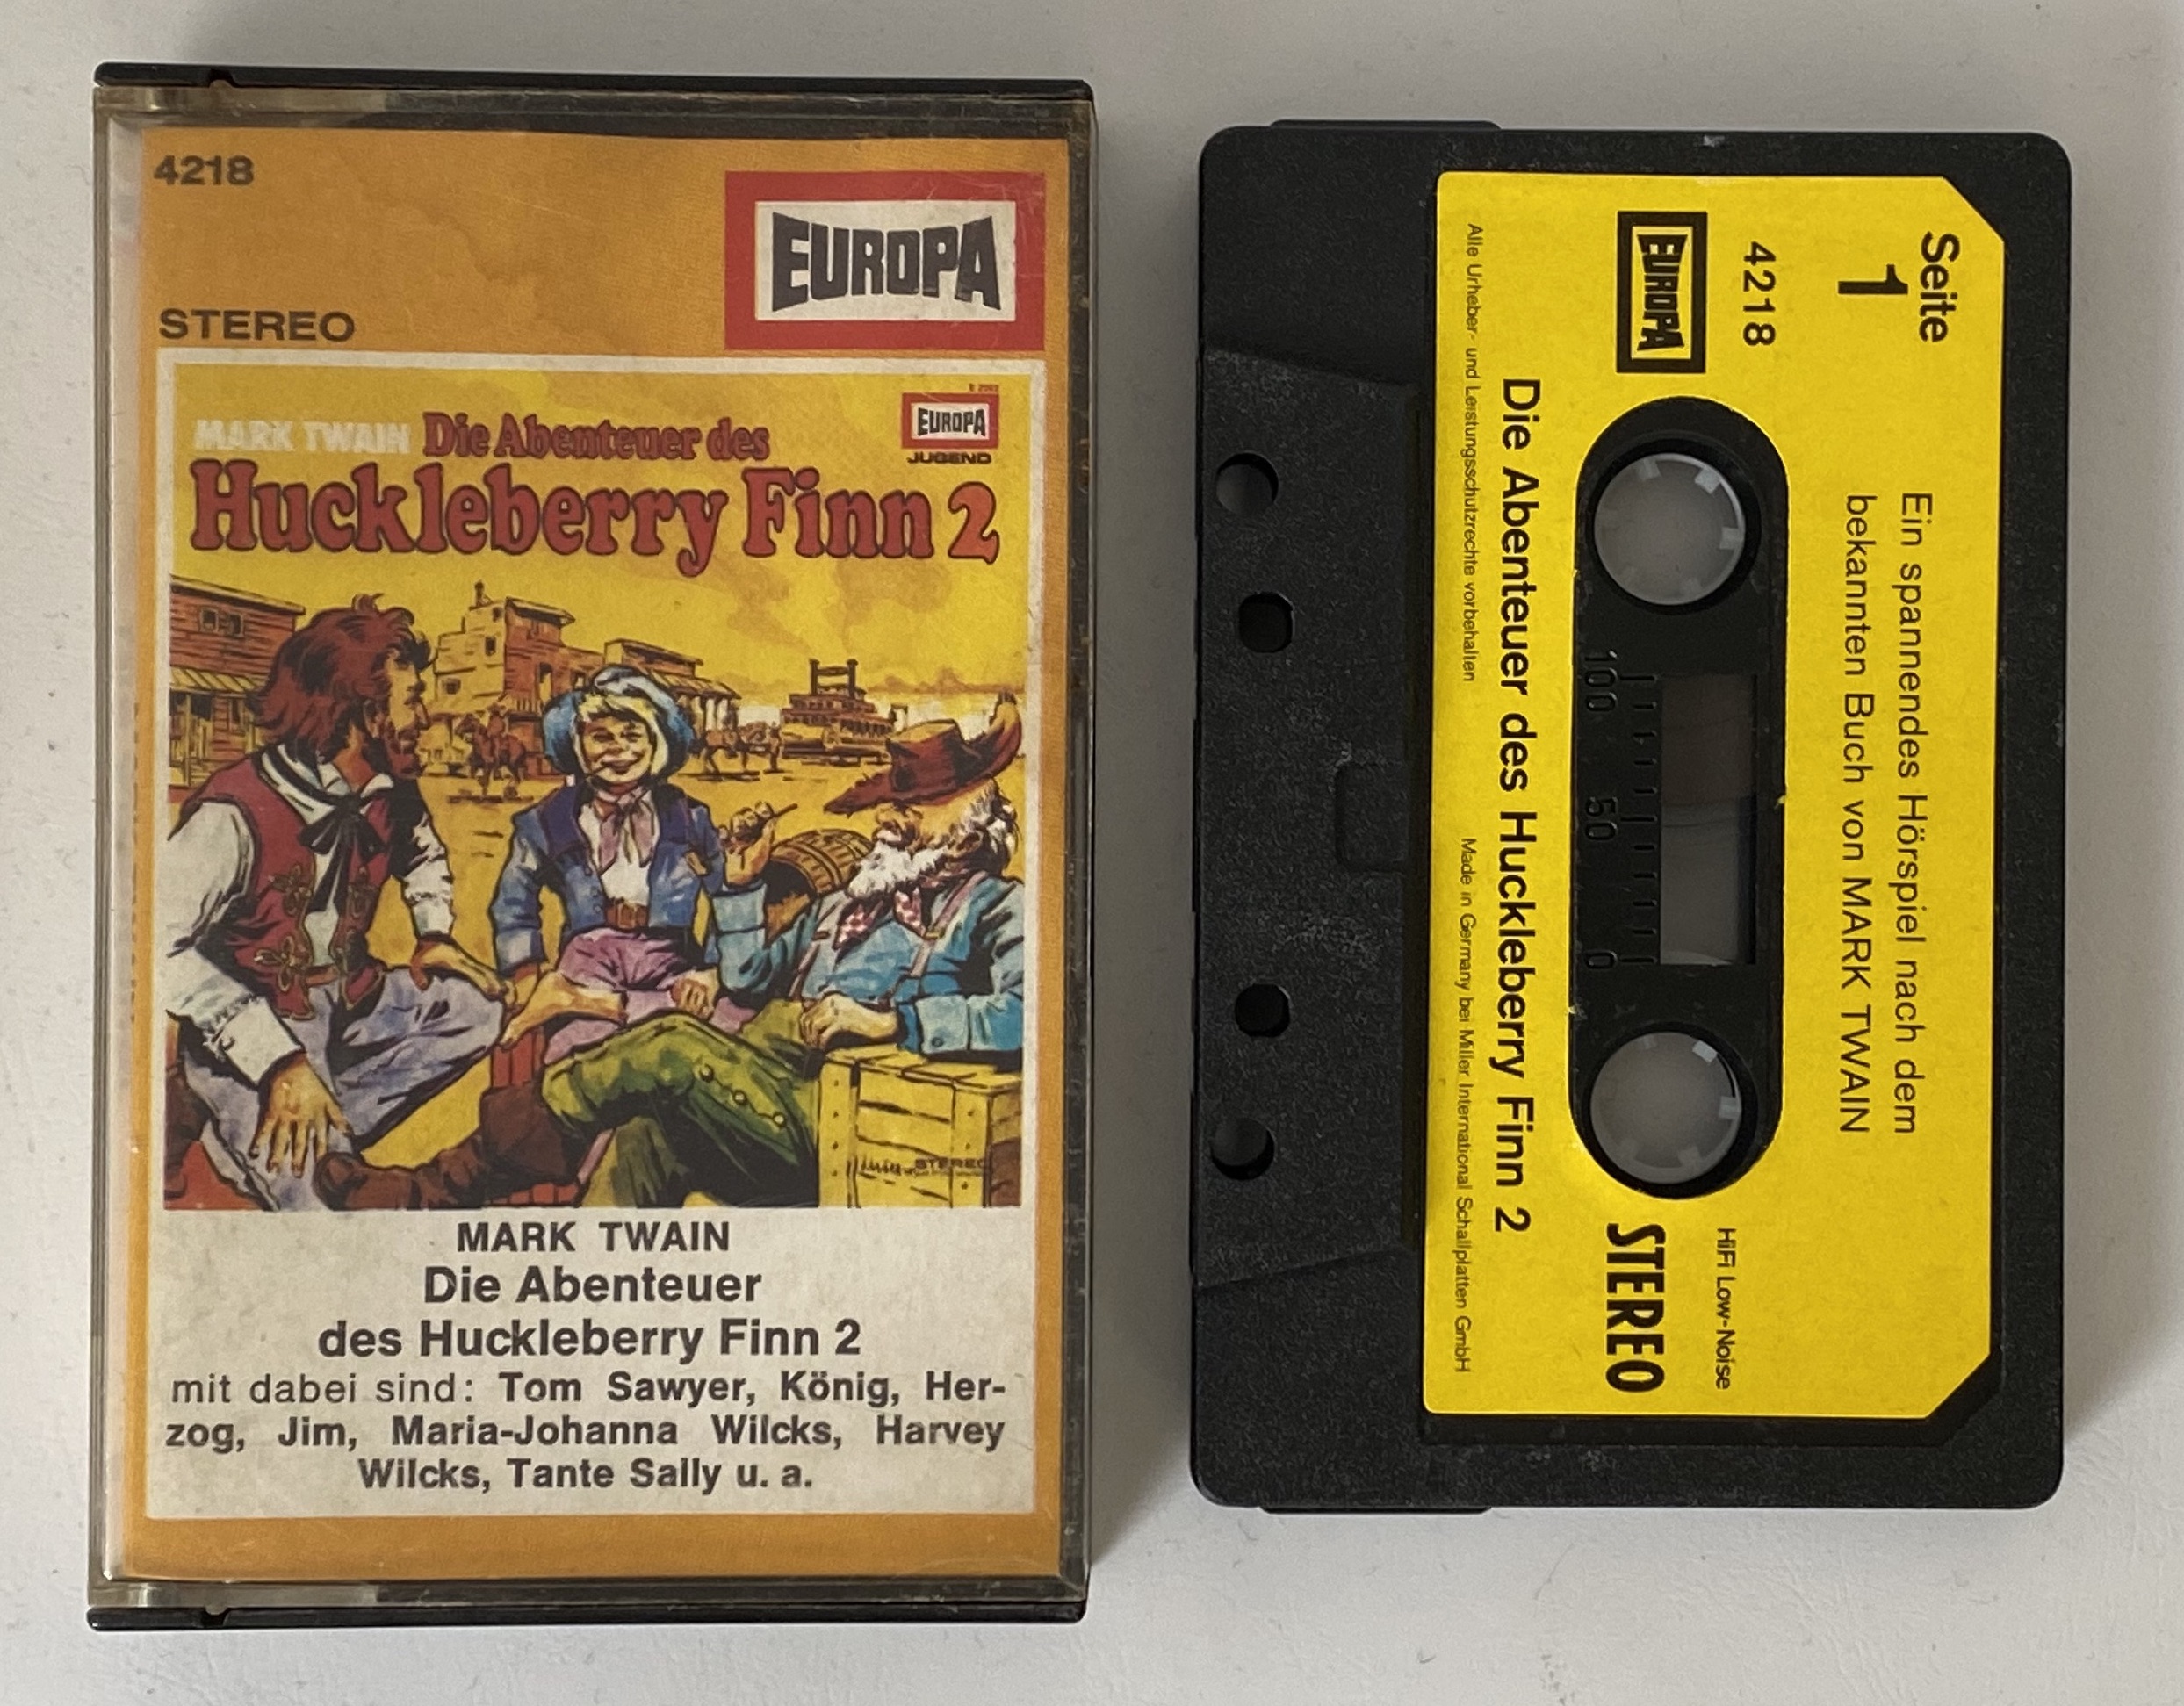 4218
EUROPA
STEREO
MARK TWAIN Die Abenteuer des
Huckleberry Finn 2
EUROPA
JUGEND
STEREO
MARK TWAIN
Die Abenteuer
des Huckleberry Finn 2
mit dabei sind: Tom Sawyer, König, Her-
zog, Jim, Maria-Johanna Wilcks, Harvey
Wilcks, Tante Sally u. a.
Seite
1
Ein spannendes Hörspiel nach dem
bekannten Buch von MARK TWAIN
4218
EUROPA
HiFi Low-Noise
STEREO
100 50 0
Die Abenteuer des Huckleberry Finn 2
Alle Urheber- und Leistungsschutzrechte vorbehalten
Made in Germany bei Miller International Schallplatten GmbH